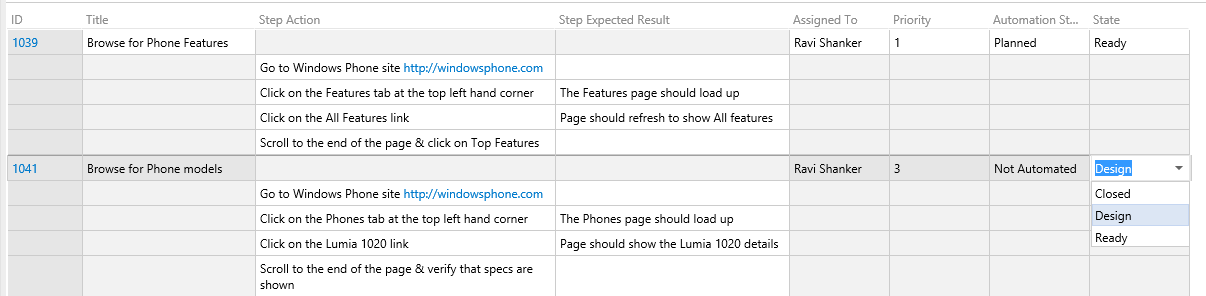 ID Title Step Action Step Expected Result Assigned To Priority Automation St... State
1039 Browse for Phone Features Ravi Shanker 1 Planned Ready
Go to Windows Phone site http://windowsphone.com
Click on the Features tab at the top left hand corner The Features page should load up
Click on the All Features link Page should refresh to show All features
Scroll to the end of the page & click on Top Features
1041 Browse for Phone models Ravi Shanker 3 Not Automated Design
Go to Windows Phone site http://windowsphone.com Closed
Click on the Phones tab at the top left hand corner The Phones page should load up Design
Click on the Lumia 1020 link Page should show the Lumia 1020 details Ready
Scroll to the end of the page & verify that specs are
shown